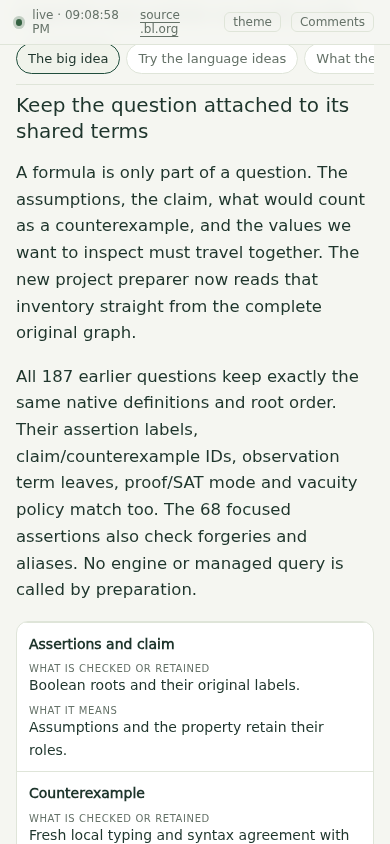 live · 09:08:58 PM
source .bl.org
theme
Comments
The big idea
Try the language ideas
What the
Keep the question attached to its
shared terms
A formula is only part of a question. The
assumptions, the claim, what would count
as a counterexample, and the values we
want to inspect must travel together. The
new project preparer now reads that
inventory straight from the complete
original graph.
All 187 earlier questions keep exactly the
same native definitions and root order.
Their assertion labels,
claim/counterexample IDs, observation
term leaves, proof/SAT mode and vacuity
policy match too. The 68 focused
assertions also check forgeries and
aliases. No engine or managed query is
called by preparation.
Assertions and claim
WHAT IS CHECKED OR RETAINED
Boolean roots and their original labels.
WHAT IT MEANS
Assumptions and the property retain their
roles.
Counterexample
WHAT IS CHECKED OR RETAINED
Fresh local typing and syntax agreement with